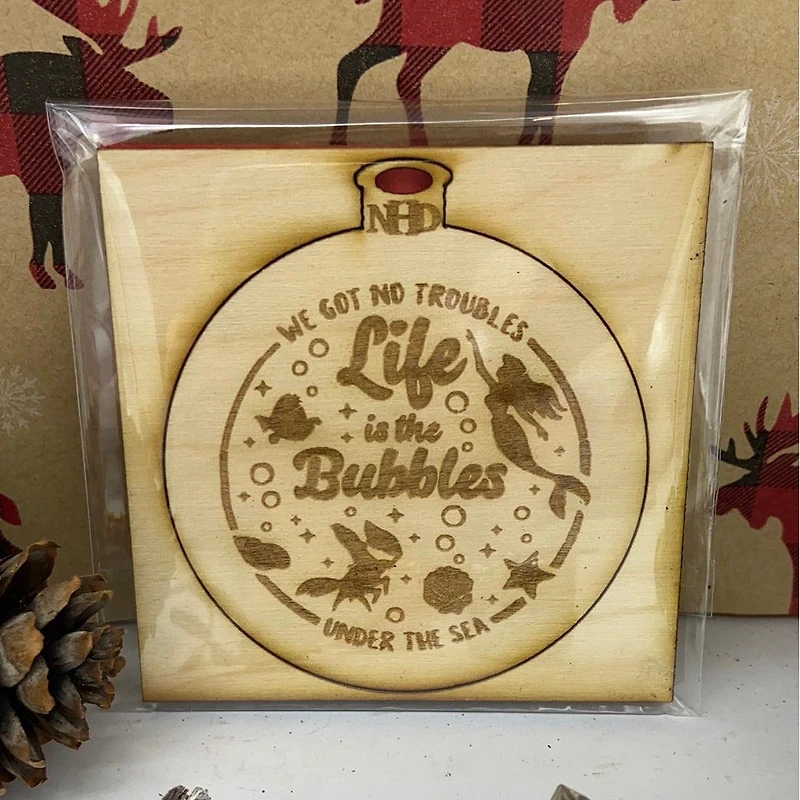 NHD
WE GOT NO TROUBLES
Life
is the
Bubbles
UNDER THE SEA